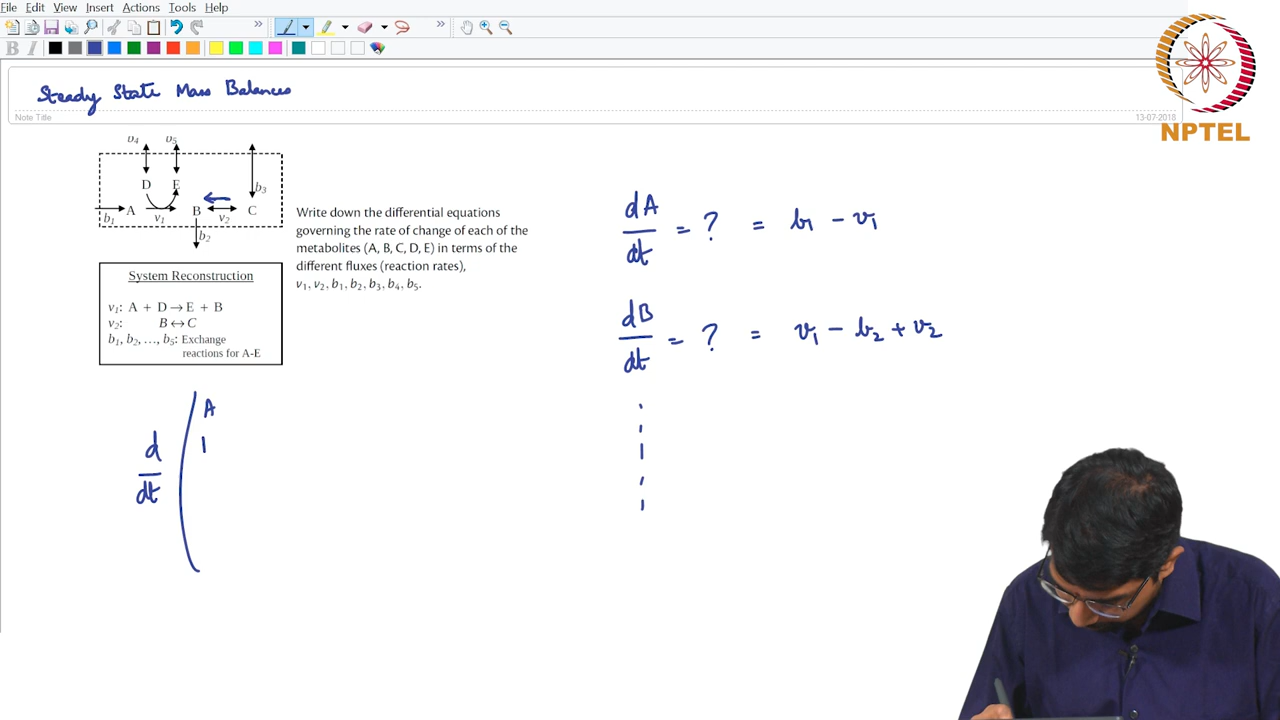 File Edit View Insert Actions Tools Help
Steady State Mass Balances
Note Title
13-07-2018
NPTEL
b4 b5
D E b3
b1 A v1 B v2 C
b2
Write down the differential equations
governing the rate of change of each of the
metabolites (A, B, C, D, E) in terms of the
different fluxes (reaction rates),
v1, v2, b1, b2, b3, b4, b5.
System Reconstruction
v1: A + D → E + B
v2: B ↔ C
b1, b2, …, b5: Exchange
reactions for A-E
dA/dt = ? = b1 - v1
dB/dt = ? = v1 - b2 + v2
d/dt ( A